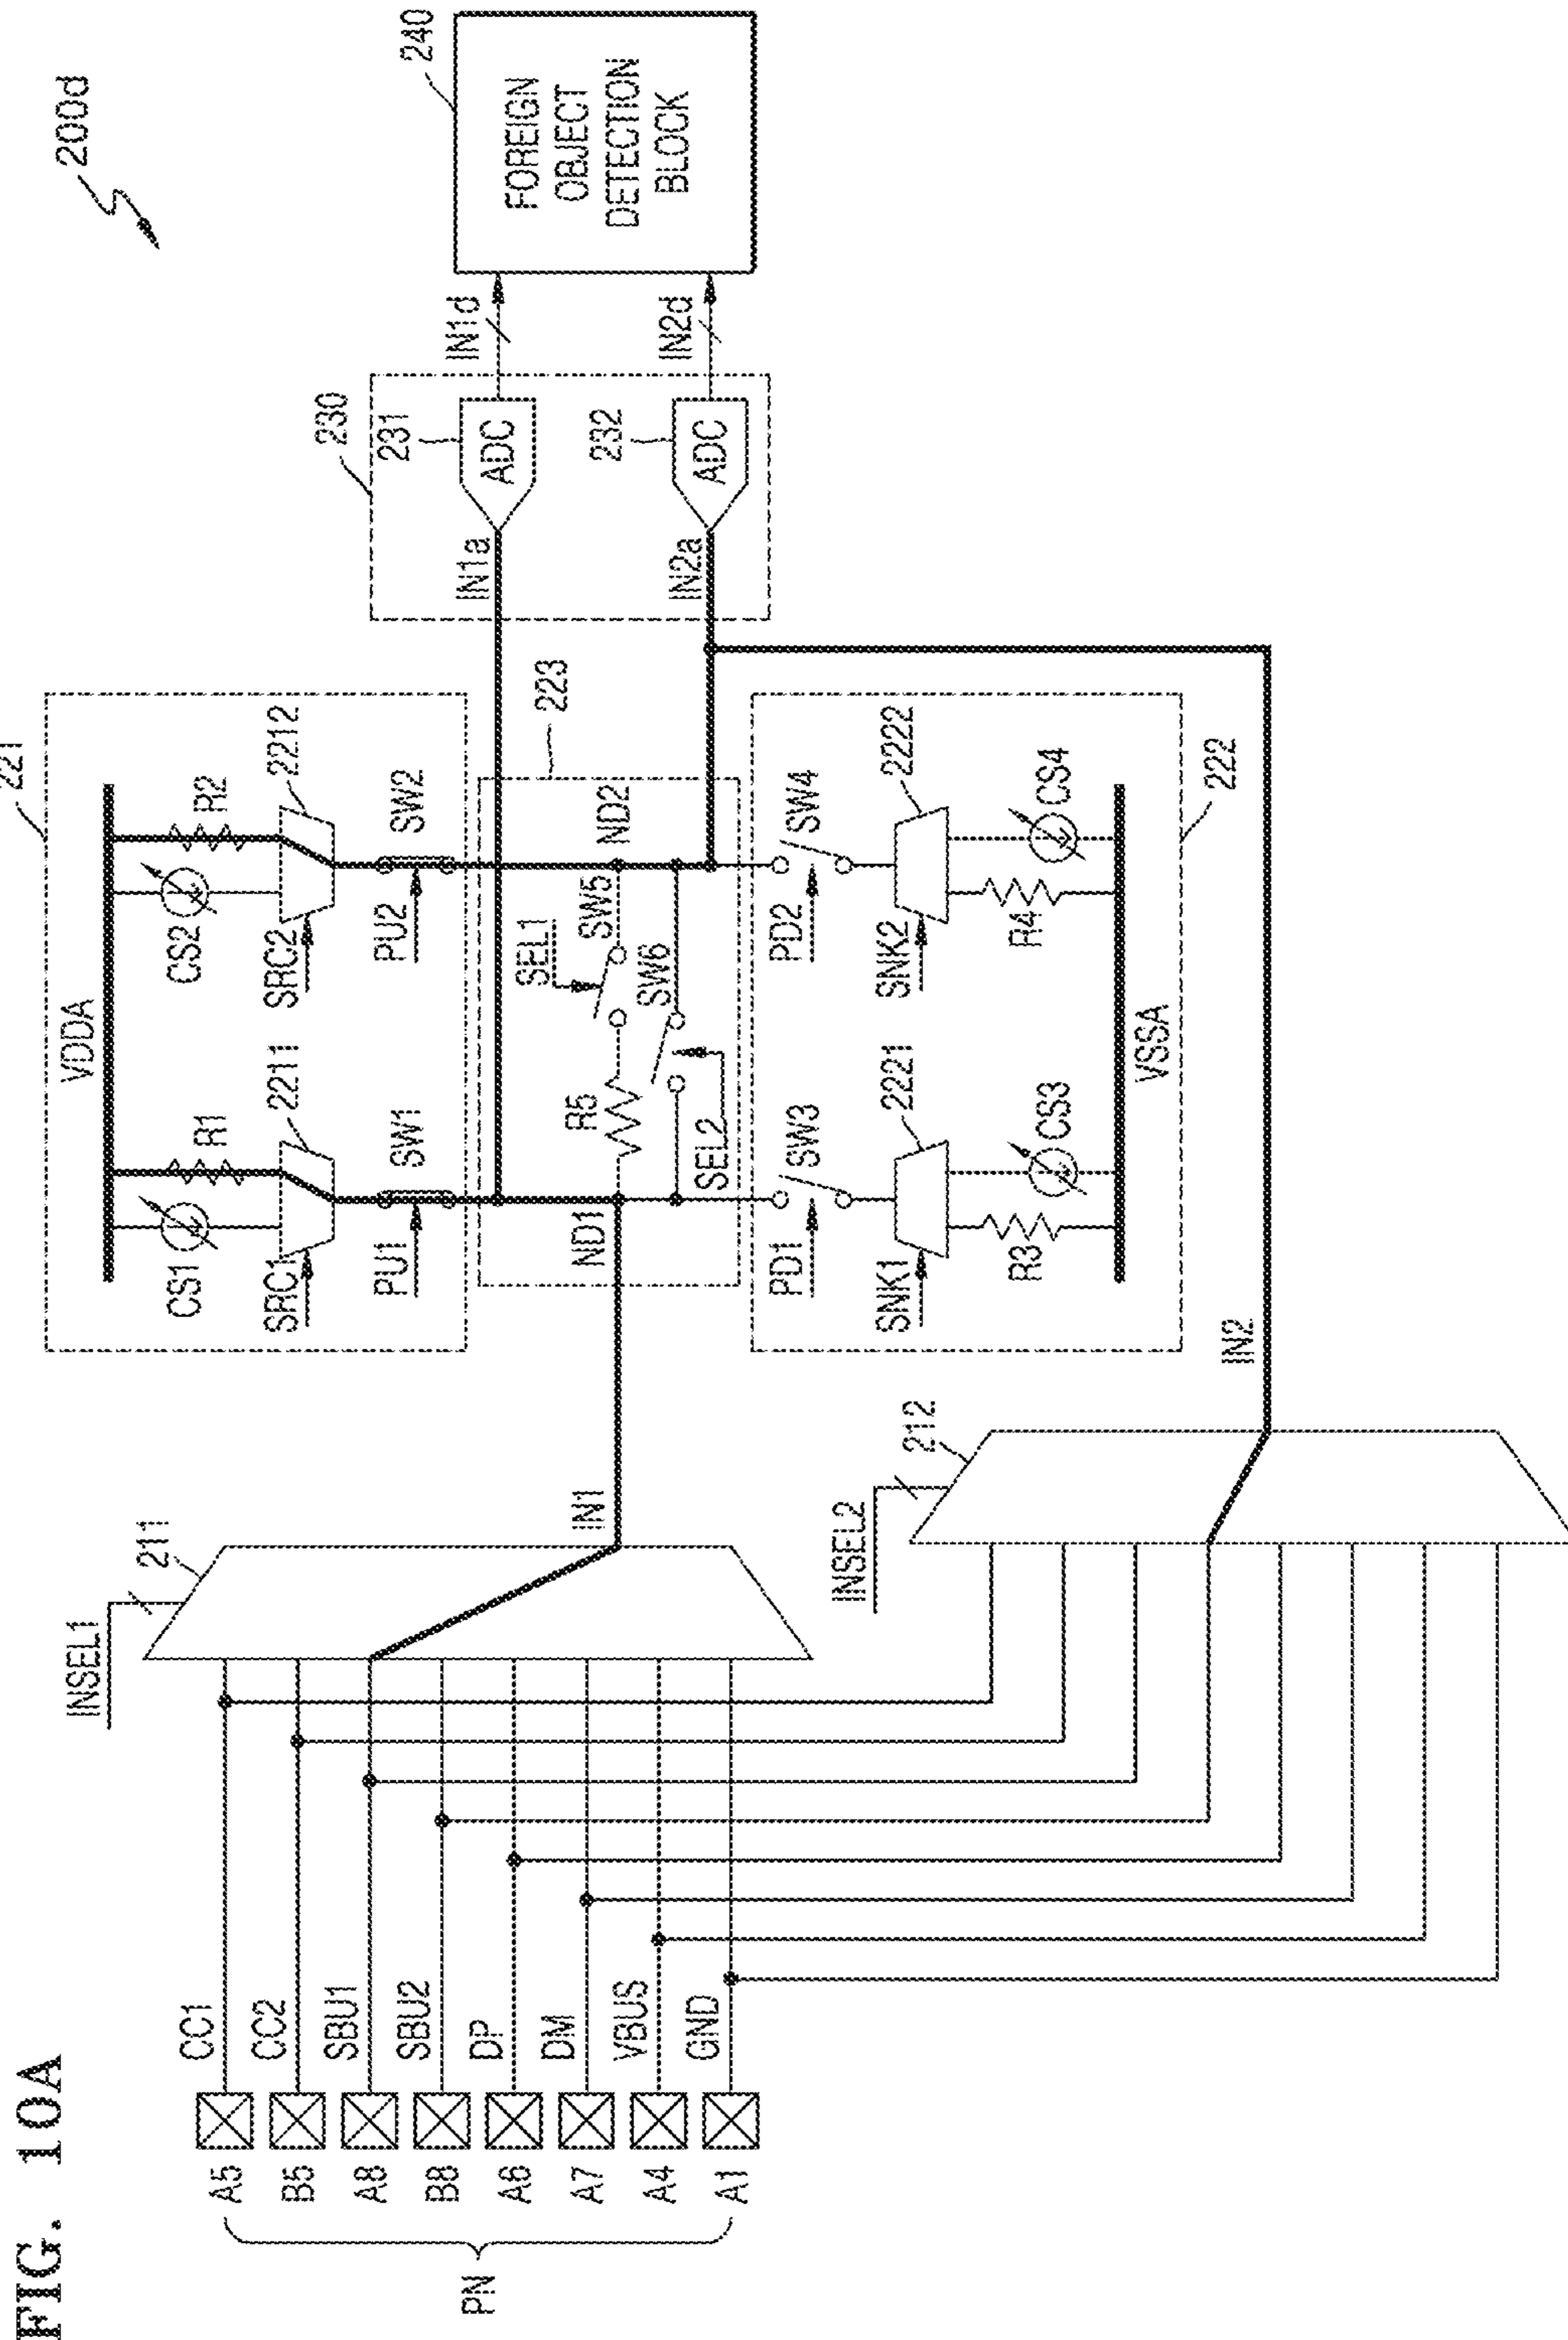 FIG. 10A
200d
221
VDDA
CS1
R1
CS2
R2
SRC1
2211
SRC2
2212
PU1
SW1
PU2
SW2
223
ND1
R5
SEL1
SW5
ND2
SW6
SEL2
PD1
SW3
PD2
SW4
SNK1
2221
SNK2
2222
R3
CS3
R4
CS4
VSSA
222
230
231
ADC
232
ADC
IN1a
IN2a
IN1d
IN2d
240
FOREIGN
OBJECT
DETECTION
BLOCK
INSEL1
211
IN1
INSEL2
212
IN2
PN
A5 CC1
B5 CC2
A8 SBU1
B8 SBU2
A6 DP
A7 DM
A4 VBUS
A1 GND